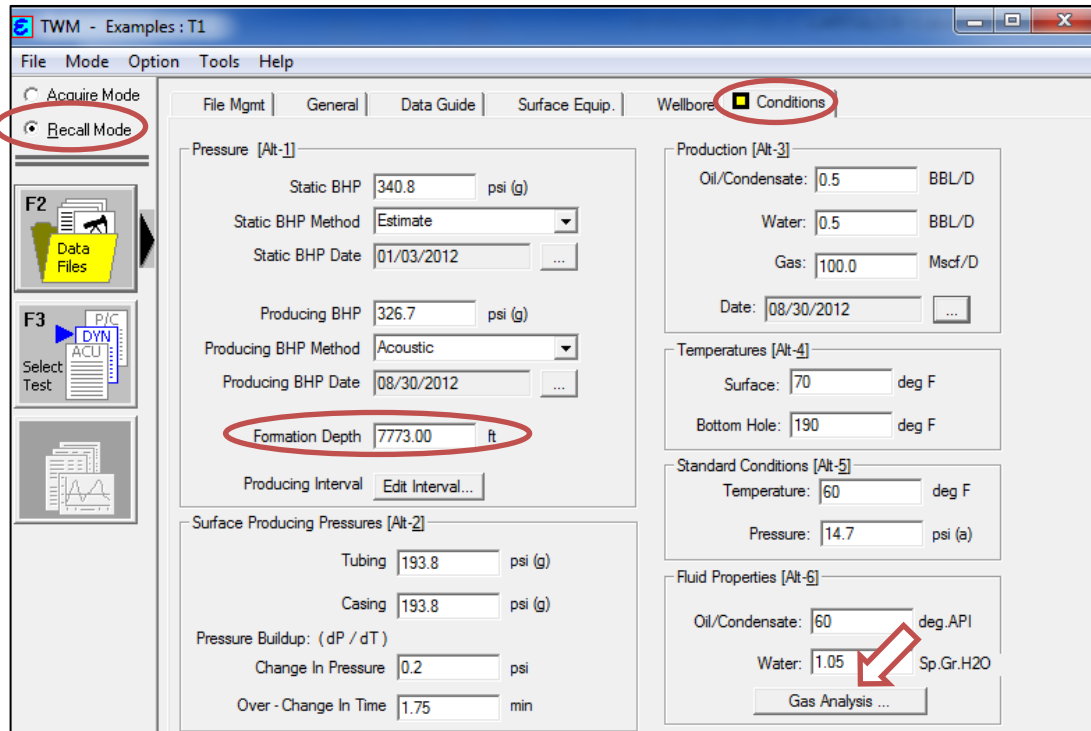 TWM - Examples : T1
File Mode Option Tools Help
Acquire Mode
Recall Mode
F2
Data
Files
F3
P/C
DYN
ACU
Select
Test
File Mgmt General Data Guide Surface Equip. Wellbore Conditions
Pressure [Alt-1]
Static BHP 340.8 psi (g)
Static BHP Method Estimate
Static BHP Date 01/03/2012 ...
Producing BHP 326.7 psi (g)
Producing BHP Method Acoustic
Producing BHP Date 08/30/2012 ...
Formation Depth 7773.00 ft
Producing Interval Edit Interval...
Surface Producing Pressures [Alt-2]
Tubing 193.8 psi (g)
Casing 193.8 psi (g)
Pressure Buildup: ( dP / dT )
Change In Pressure 0.2 psi
Over - Change In Time 1.75 min
Production [Alt-3]
Oil/Condensate: 0.5 BBL/D
Water: 0.5 BBL/D
Gas: 100.0 Mscf/D
Date: 08/30/2012 ...
Temperatures [Alt-4]
Surface: 70 deg F
Bottom Hole: 190 deg F
Standard Conditions [Alt-5]
Temperature: 60 deg F
Pressure: 14.7 psi (a)
Fluid Properties [Alt-6]
Oil/Condensate: 60 deg.API
Water: 1.05 Sp.Gr.H2O
Gas Analysis ...